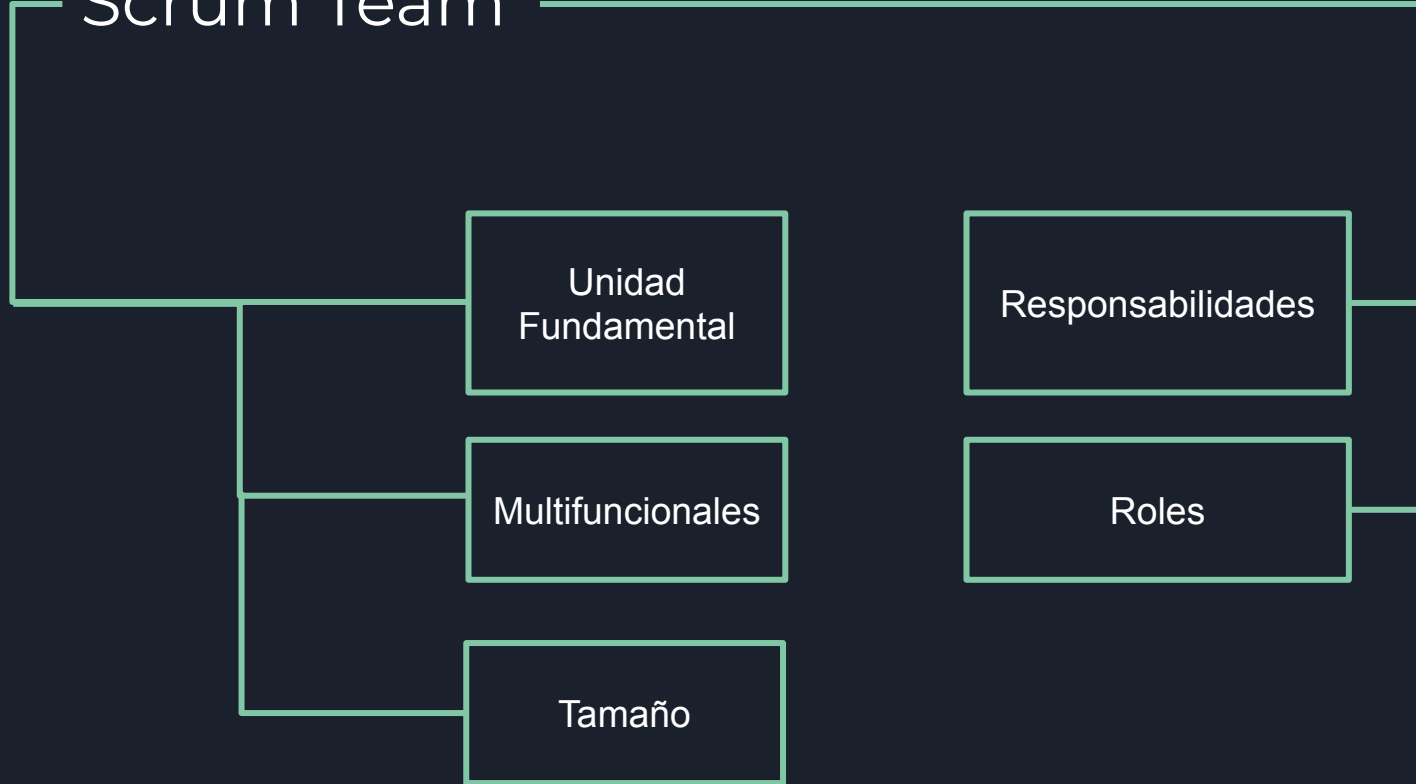 Scrum Team
Unidad
Fundamental
Responsabilidades
Multifuncionales
Roles
Tamaño